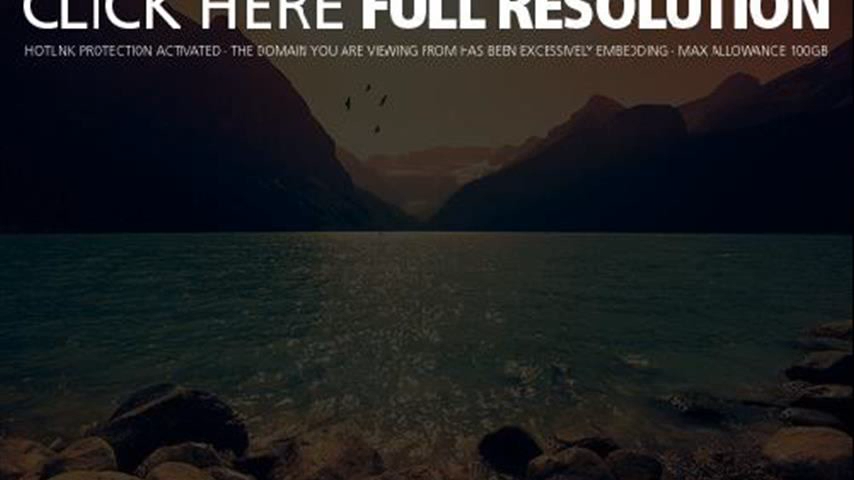 CLICK HERE FULL RESOLUTION
HOTLINK PROTECTION ACTIVATED - THE DOMAIN YOU ARE VIEWING FROM HAS BEEN EXCESSIVELY EMBEDDING - MAX ALLOWANCE 100GB